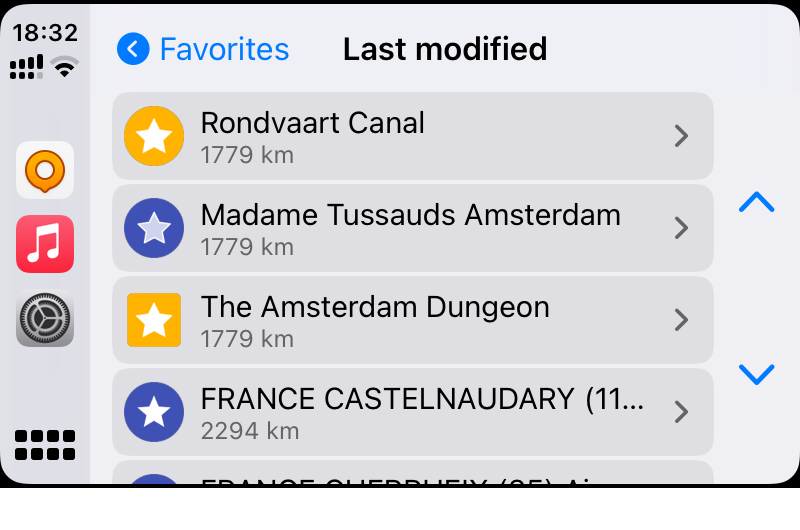 18:32
Favorites
Last modified
Rondvaart Canal
1779 km
Madame Tussauds Amsterdam
1779 km
The Amsterdam Dungeon
1779 km
FRANCE CASTELNAUDARY (11...
2294 km
FRANCE